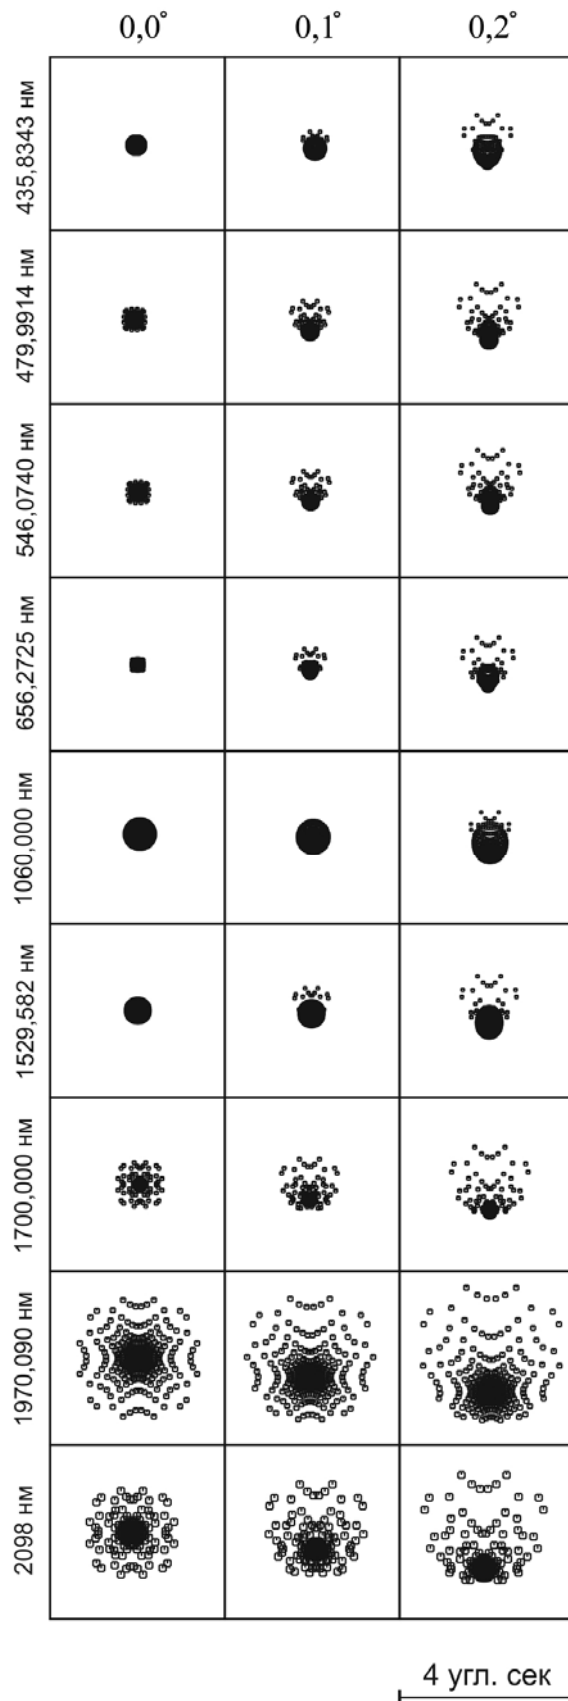 0,0° 0,1° 0,2°
435,8343 нм
479,9914 нм
546,0740 нм
656,2725 нм
1060,000 нм
1529,582 нм
1700,000 нм
1970,090 нм
2098 нм
4 угл. сек